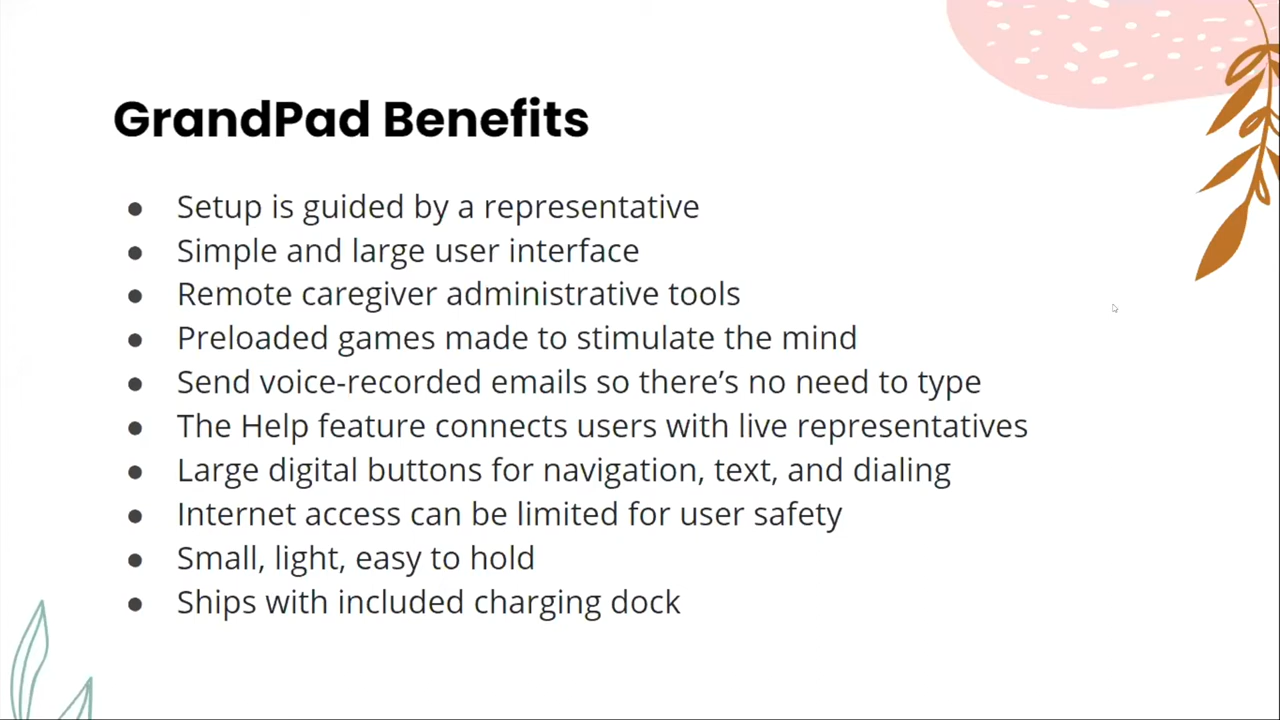 GrandPad Benefits
● Setup is guided by a representative
● Simple and large user interface
● Remote caregiver administrative tools
● Preloaded games made to stimulate the mind
● Send voice-recorded emails so there’s no need to type
● The Help feature connects users with live representatives
● Large digital buttons for navigation, text, and dialing
● Internet access can be limited for user safety
● Small, light, easy to hold
● Ships with included charging dock